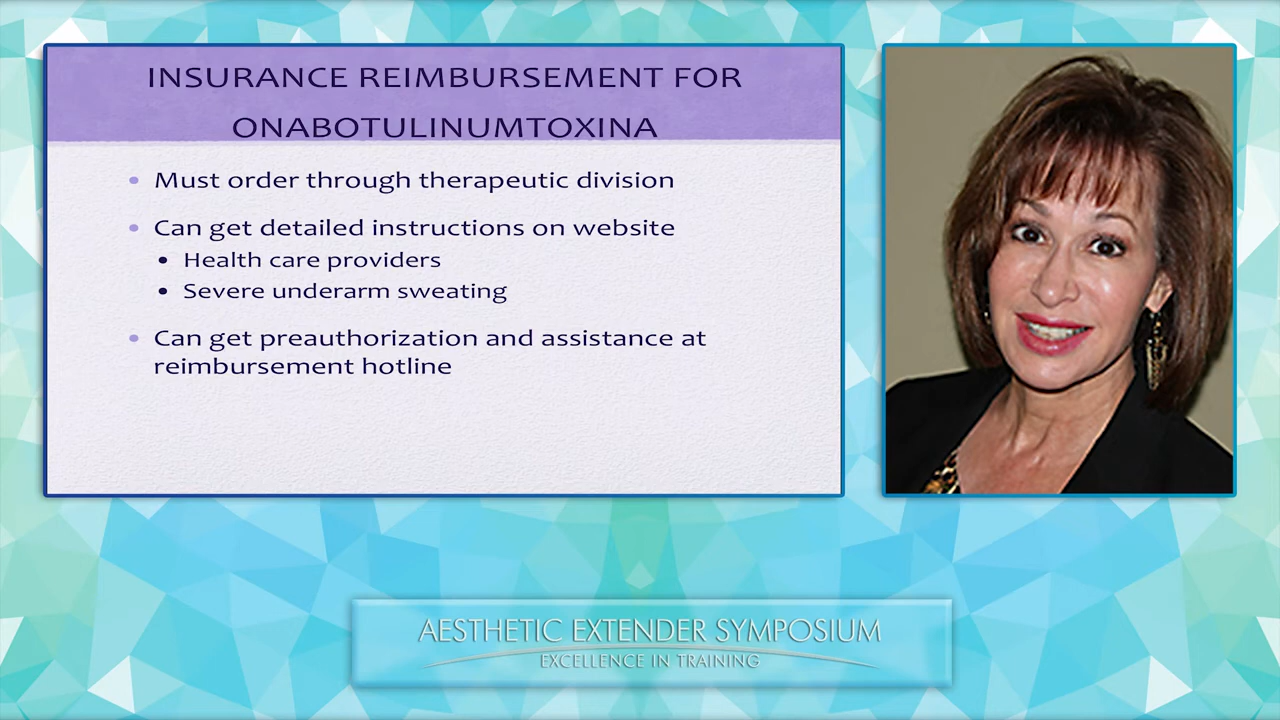 INSURANCE REIMBURSEMENT FOR
ONABOTULINUMTOXINA
• Must order through therapeutic division
• Can get detailed instructions on website
• Health care providers
• Severe underarm sweating
• Can get preauthorization and assistance at
reimbursement hotline
AESTHETIC EXTENDER SYMPOSIUM
EXCELLENCE IN TRAINING